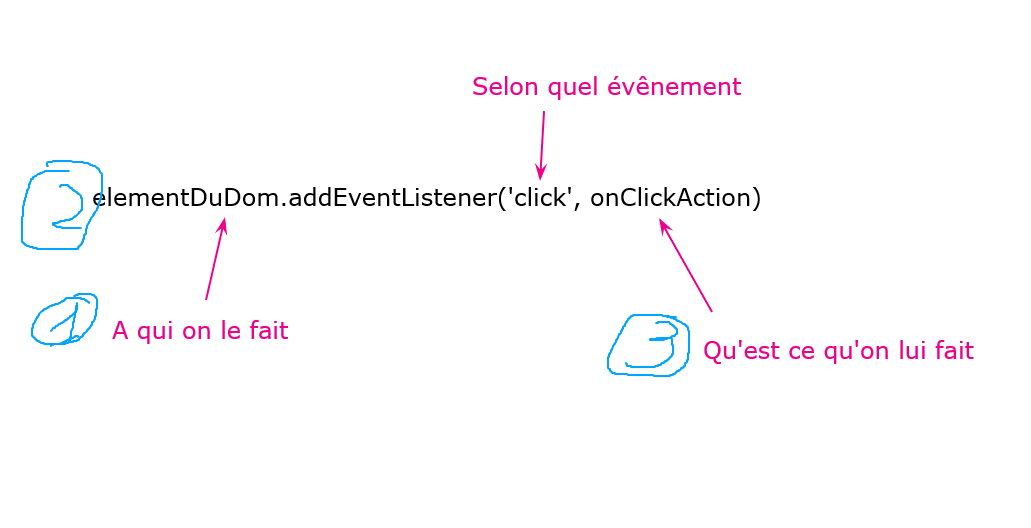 Selon quel évênement
2 elementDuDom.addEventListener('click', onClickAction)
1 A qui on le fait
3 Qu'est ce qu'on lui fait